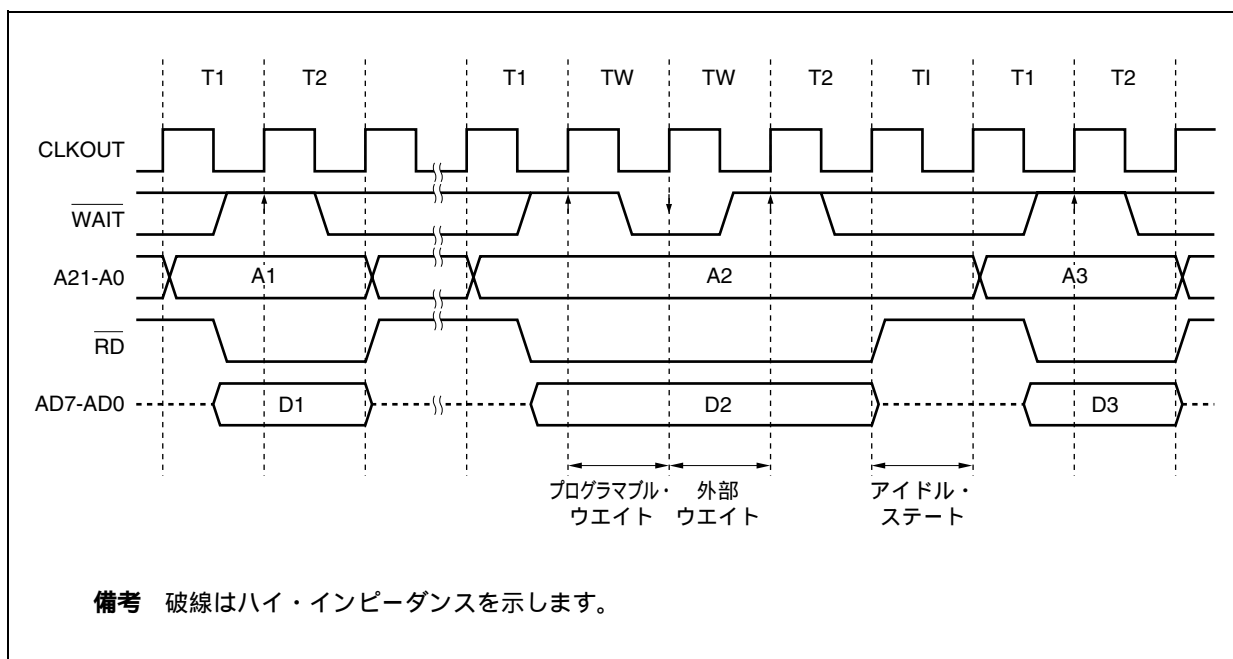 T1 T2 T1 TW TW T2 TI T1 T2
CLKOUT
WAIT
A21-A0 A1 A2 A3
RD
AD7-AD0 D1 D2 D3
プログラマブル・
ウエイト
外部
ウエイト
アイドル・
ステート
備考 破線はハイ・インピーダンスを示します。